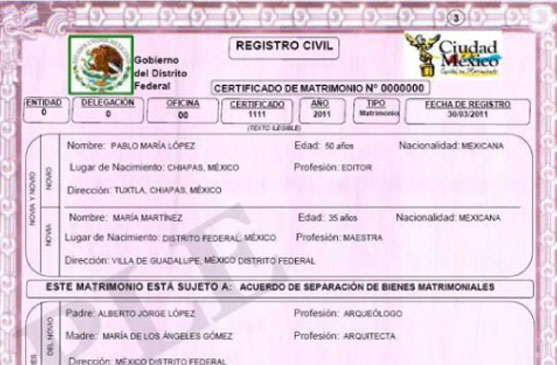 3
Gobierno
del Distrito
Federal
REGISTRO CIVIL
Ciudad
México
CERTIFICADO DE MATRIMONIO Nº 0000000
ENTIDAD DELEGACIÓN OFICINA CERTIFICADO AÑO TIPO FECHA DE REGISTRO
0 0 00 1111 2011 Matrimonio 30/03/2011
(TEXTO ILEGIBLE)
NOVIA Y NOVIO
NOVIO
Nombre: PABLO MARÍA LÓPEZ Edad: 50 años Nacionalidad: MEXICANA
Lugar de Nacimiento: CHIAPAS, MÉXICO Profesión: EDITOR
Dirección: TUXTLA, CHIAPAS, MÉXICO
NOVIA
Nombre: MARÍA MARTÍNEZ Edad: 35 años Nacionalidad: MEXICANA
Lugar de Nacimiento: DISTRITO FEDERAL, MÉXICO Profesión: MAESTRA
Dirección: VILLA DE GUADALUPE, MÉXICO DISTRITO FEDERAL
ESTE MATRIMONIO ESTÁ SUJETO A: ACUERDO DE SEPARACIÓN DE BIENES MATRIMONIALES
DEL NOVIO
Padre: ALBERTO JORGE LÓPEZ Profesión: ARQUEÓLOGO
Madre: MARÍA DE LOS ÁNGELES GÓMEZ Profesión: ARQUITECTA
Dirección: MÉXICO DISTRITO FEDERAL
PLE